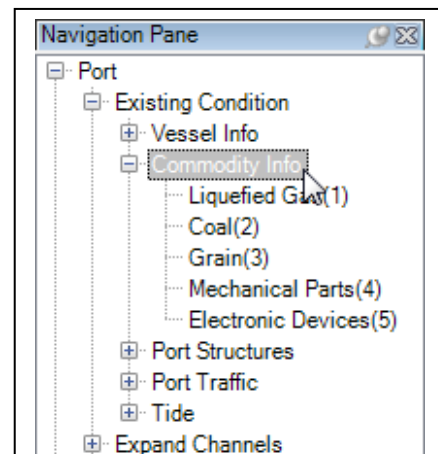 Navigation Pane
Port
Existing Condition
Vessel Info
Commodity Info
Liquefied Gas(1)
Coal(2)
Grain(3)
Mechanical Parts(4)
Electronic Devices(5)
Port Structures
Port Traffic
Tide
Expand Channels